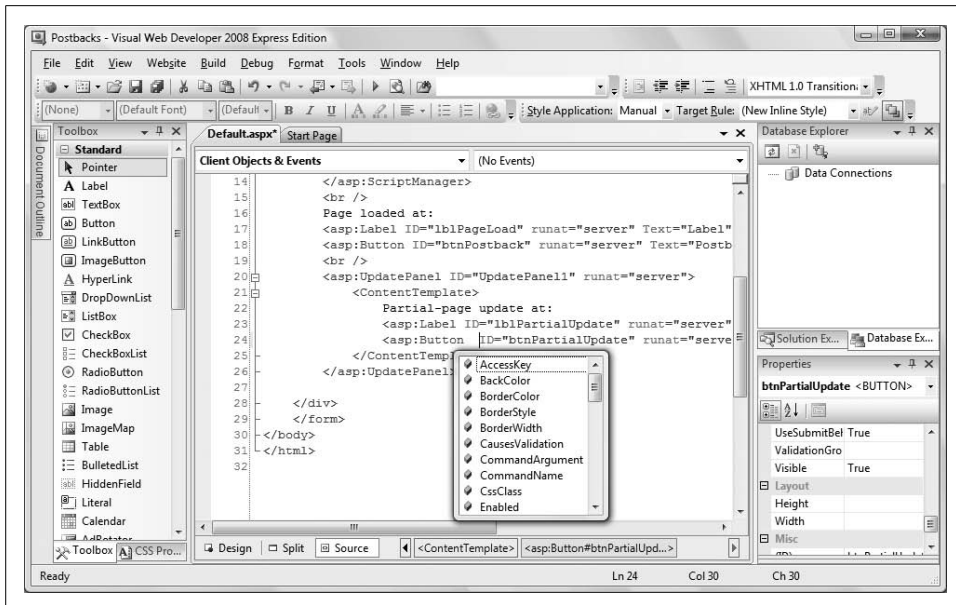 Postbacks - Visual Web Developer 2008 Express Edition
File Edit View Website Build Debug Format Tools Window Help
XHTML 1.0 Transition
(None) (Default Font) (Default B I U A Style Application: Manual Target Rule: (New Inline Style)
Document Outline
Toolbox
Standard
Pointer
A Label
abl TextBox
ab Button
ab LinkButton
ImageButton
A HyperLink
DropDownList
ListBox
CheckBox
CheckBoxList
RadioButton
RadioButtonList
Image
ImageMap
Table
BulletedList
HiddenField
Literal
Calendar
AdRotator
Toolbox CSS Pro...
Default.aspx* Start Page
Client Objects & Events (No Events)
14 </asp:ScriptManager>
15 <br />
16 Page loaded at:
17 <asp:Label ID="lblPageLoad" runat="server" Text="Label"
18 <asp:Button ID="btnPostback" runat="server" Text="Postb
19 <br />
20 <asp:UpdatePanel ID="UpdatePanel1" runat="server">
21 <ContentTemplate>
22 Partial-page update at:
23 <asp:Label ID="lblPartialUpdate" runat="server"
24 <asp:Button ID="btnPartialUpdate" runat="serve
25 </ContentTempl
26 </asp:UpdatePanel
27
28 </div>
29 </form>
30 </body>
31 </html>
32
AccessKey
BackColor
BorderColor
BorderStyle
BorderWidth
CausesValidation
CommandArgument
CommandName
CssClass
Enabled
Design Split Source <ContentTemplate> <asp:Button#btnPartialUpd...>
Database Explorer
Data Connections
Solution Ex... Database Ex...
Properties
btnPartialUpdate <BUTTON>
UseSubmitBel True
ValidationGro
Visible True
Layout
Height
Width
Misc
Ready Ln 24 Col 30 Ch 30